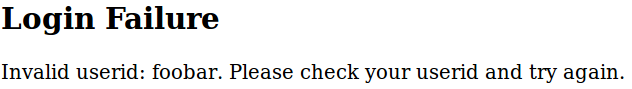 Login Failure
Invalid userid: foobar. Please check your userid and try again.